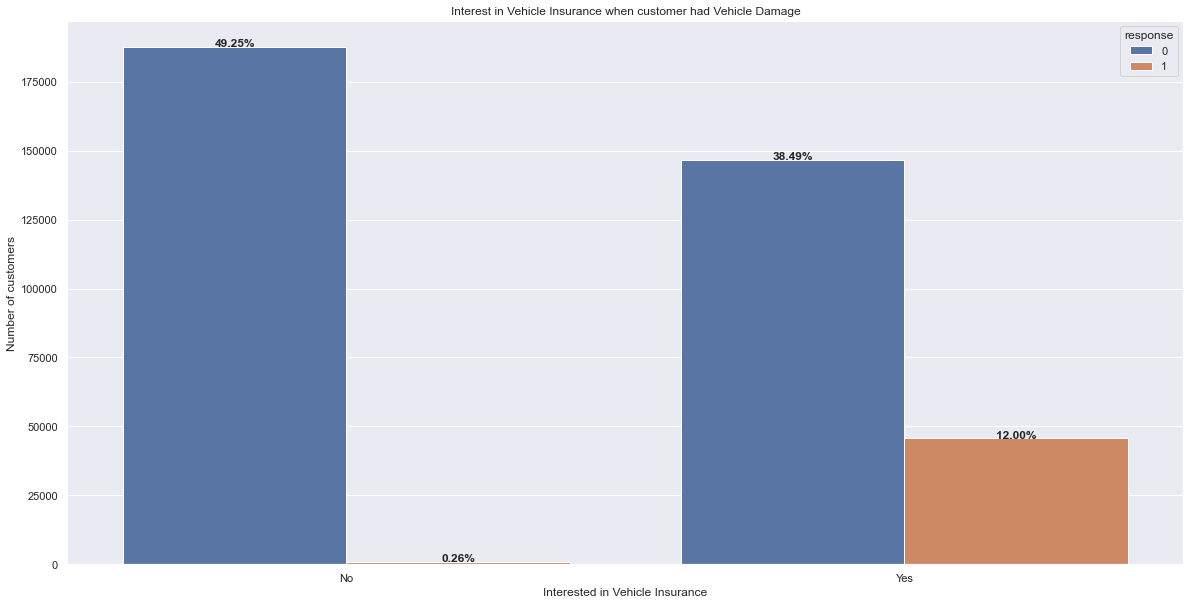 Interest in Vehicle Insurance when customer had Vehicle Damage
response
0
1
49.25%
38.49%
12.00%
0.26%
175000
150000
125000
100000
75000
50000
25000
0
Number of customers
No
Yes
Interested in Vehicle Insurance